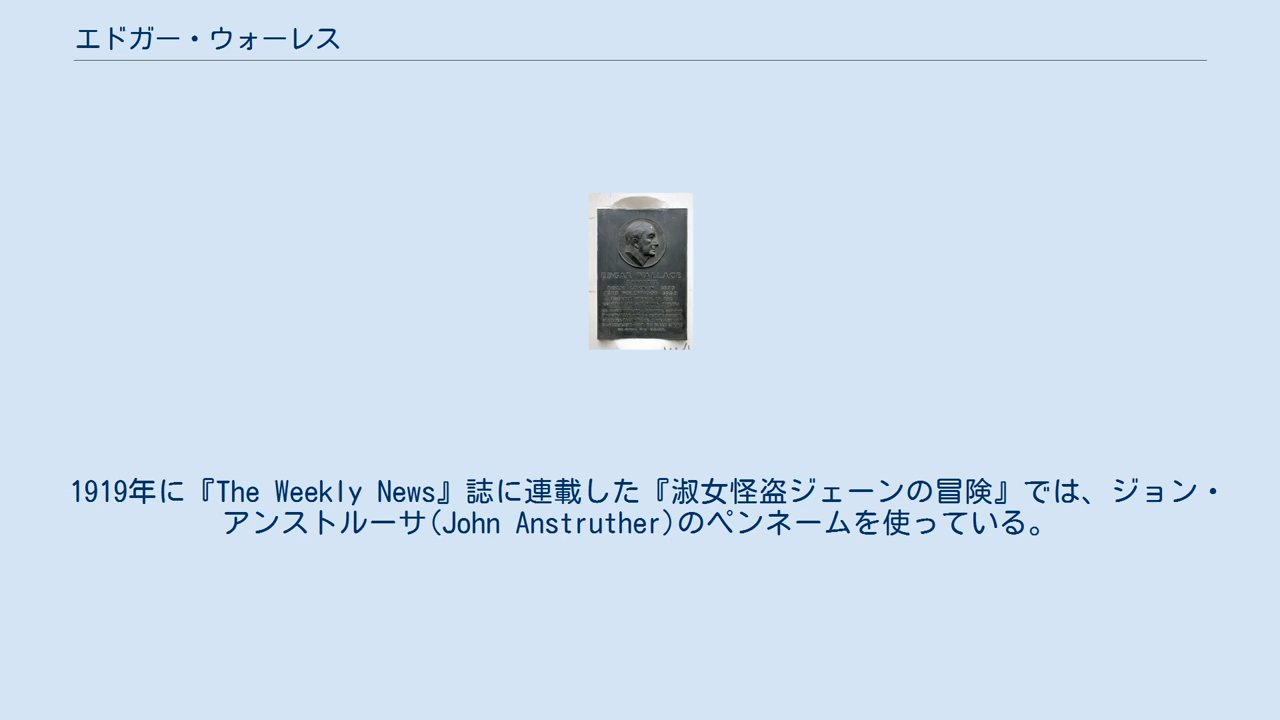 エドガー・ウォーレス
EDGAR WALLACE
1919年に『The Weekly News』誌に連載した『淑女怪盗ジェーンの冒険』では、ジョン・
アンストルーサ(John Anstruther)のペンネームを使っている。